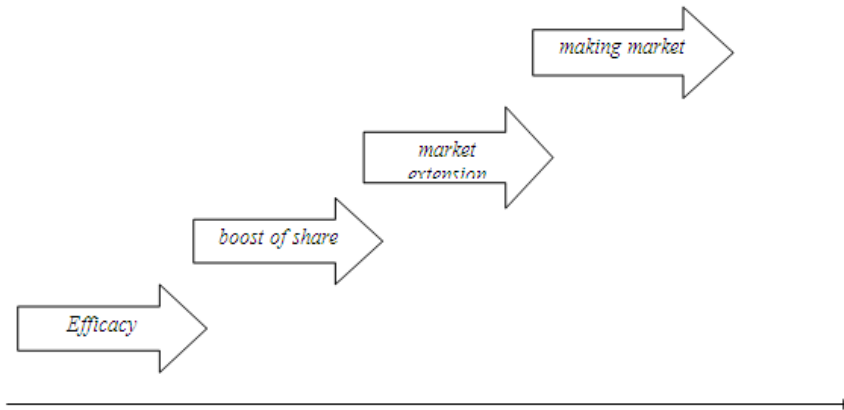 making market
market
extension
boost of share
Efficacy